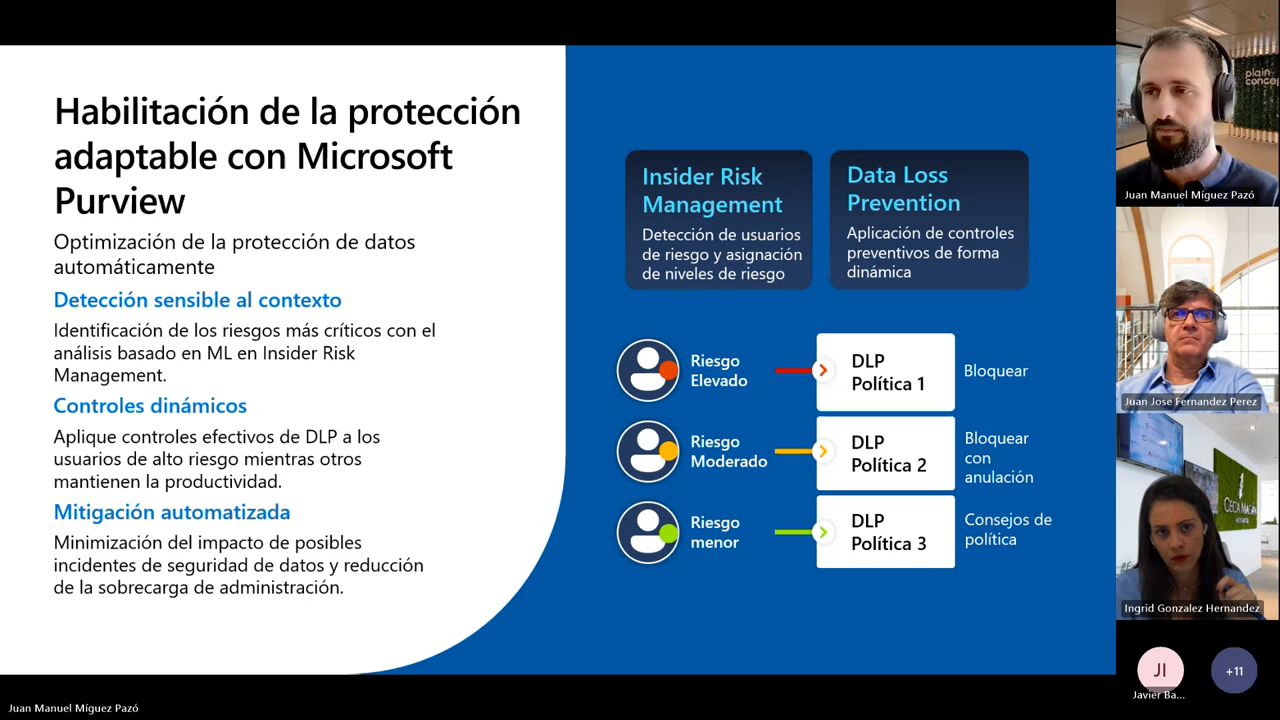 Habilitación de la protección
adaptable con Microsoft
Purview
Optimización de la protección de datos
automáticamente
Detección sensible al contexto
Identificación de los riesgos más críticos con el
análisis basado en ML en Insider Risk
Management.
Controles dinámicos
Aplique controles efectivos de DLP a los
usuarios de alto riesgo mientras otros
mantienen la productividad.
Mitigación automatizada
Minimización del impacto de posibles
incidentes de seguridad de datos y reducción
de la sobrecarga de administración.
Insider Risk
Management
Detección de usuarios
de riesgo y asignación
de niveles de riesgo
Data Loss
Prevention
Aplicación de controles
preventivos de forma
dinámica
Riesgo
Elevado
DLP
Política 1
Bloquear
Riesgo
Moderado
DLP
Política 2
Bloquear
con
anulación
Riesgo
menor
DLP
Política 3
Consejos de
política
plain
Juan Manuel Míguez Pazó
Juan Jose Fernandez Perez
CECA MAGÁN
Ingrid Gonzalez Hernandez
JI
Javier Ba...
+11
Juan Manuel Míguez Pazó